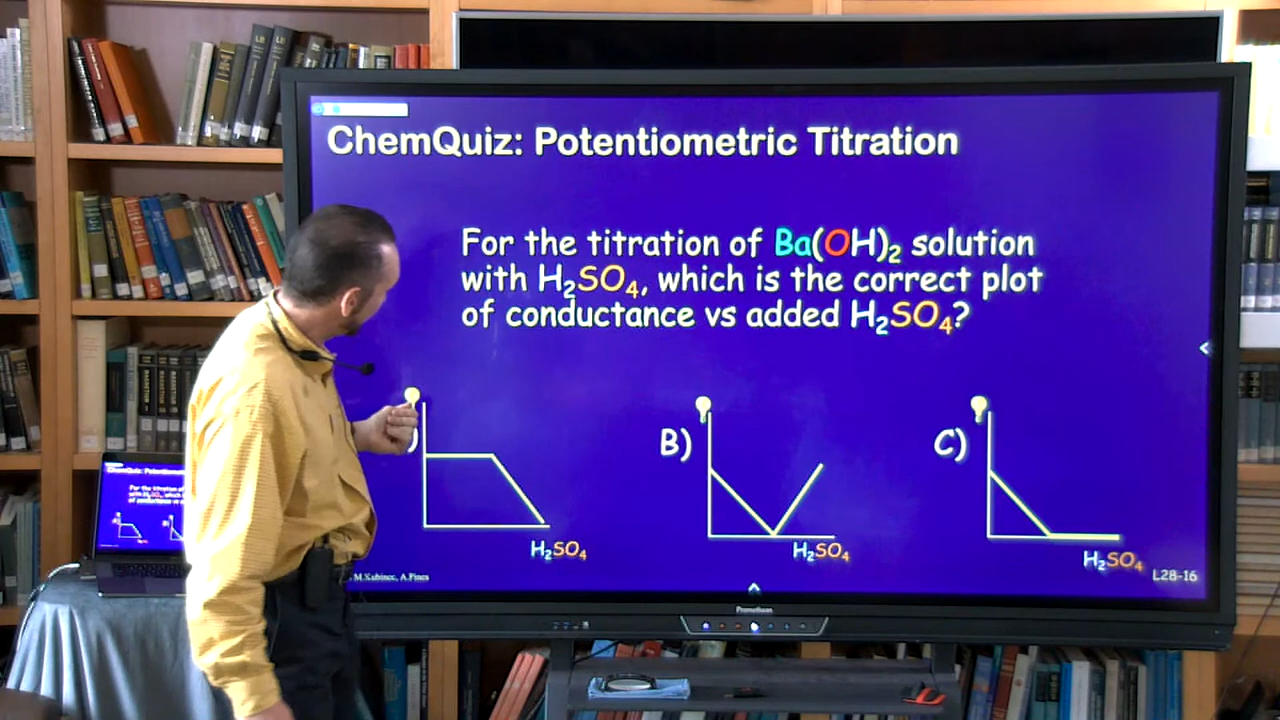 ChemQuiz: Potentiometric Titration
For the titration of Ba(OH)₂ solution
with H₂SO₄, which is the correct plot
of conductance vs added H₂SO₄?
)
B)
C)
H₂SO₄
H₂SO₄
H₂SO₄
M.Kubinec, A.Pines
L28-16
Promethean